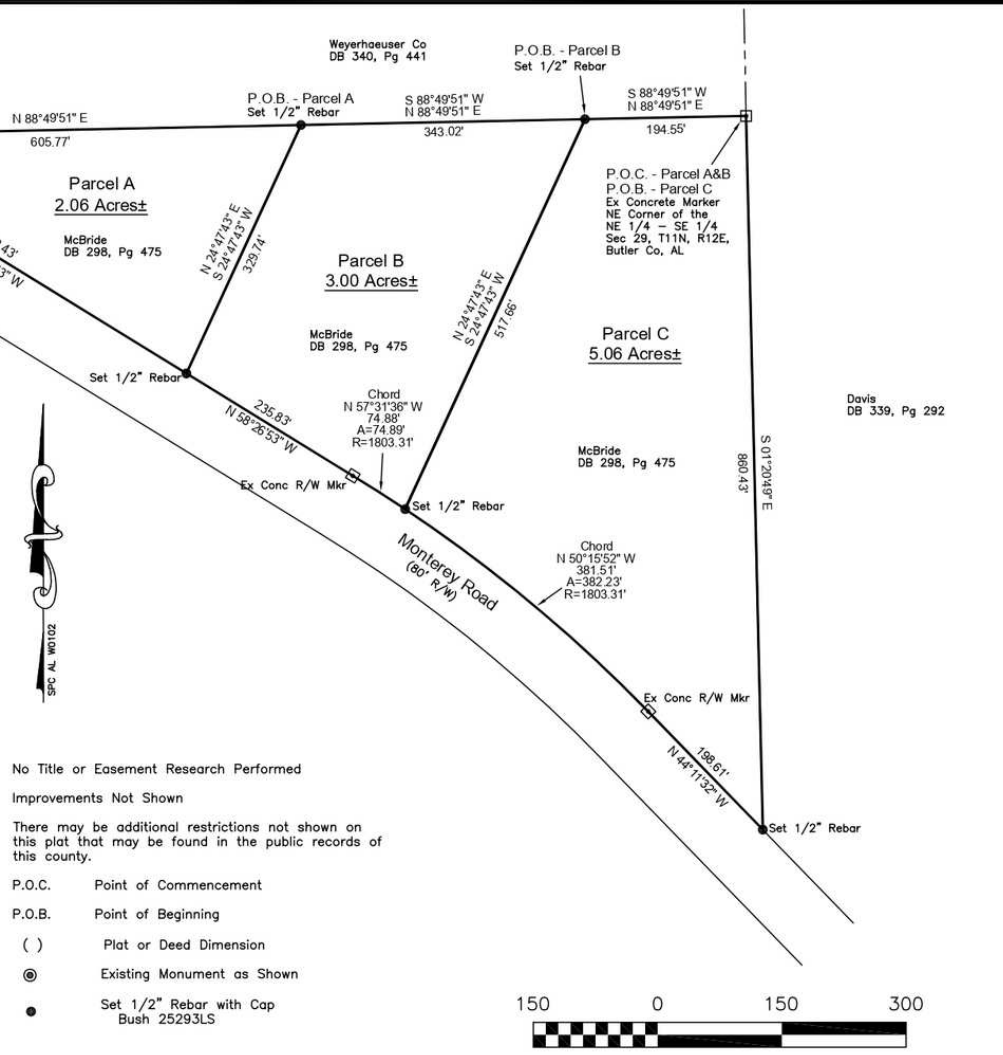 Weyerhaeuser Co
DB 340, Pg 441
P.O.B. - Parcel B
Set 1/2" Rebar
P.O.B. - Parcel A
Set 1/2" Rebar
S 88°49'51" W
N 88°49'51" E
343.02'
S 88°49'51" W
N 88°49'51" E
194.55'
N 88°49'51" E
605.77'
P.O.C. - Parcel A&B
P.O.B. - Parcel C
Ex Concrete Marker
NE Corner of the
NE 1/4 - SE 1/4
Sec 29, T11N, R12E,
Butler Co, AL
Parcel A
2.06 Acres±
McBride
DB 298, Pg 475
N 24°47'43" E
S 24°47'43" W
329.74'
Parcel B
3.00 Acres±
McBride
DB 298, Pg 475
N 24°47'43" E
S 24°47'43" W
517.66'
Parcel C
5.06 Acres±
McBride
DB 298, Pg 475
Davis
DB 339, Pg 292
S 01°20'49" E
860.43'
.43'
3" W
Set 1/2" Rebar
235.83'
N 58°26'53" W
Chord
N 57°31'36" W
74.88'
A=74.89'
R=1803.31'
Ex Conc R/W Mkr
Set 1/2" Rebar
Monterey Road
(80' R/W)
Chord
N 50°15'52" W
381.51'
A=382.23'
R=1803.31'
Ex Conc R/W Mkr
198.61'
N 44°11'32" W
Set 1/2" Rebar
SPC AL W0102
No Title or Easement Research Performed
Improvements Not Shown
There may be additional restrictions not shown on
this plat that may be found in the public records of
this county.
P.O.C. Point of Commencement
P.O.B. Point of Beginning
( ) Plat or Deed Dimension
Existing Monument as Shown
Set 1/2" Rebar with Cap
Bush 25293LS
150 0 150 300